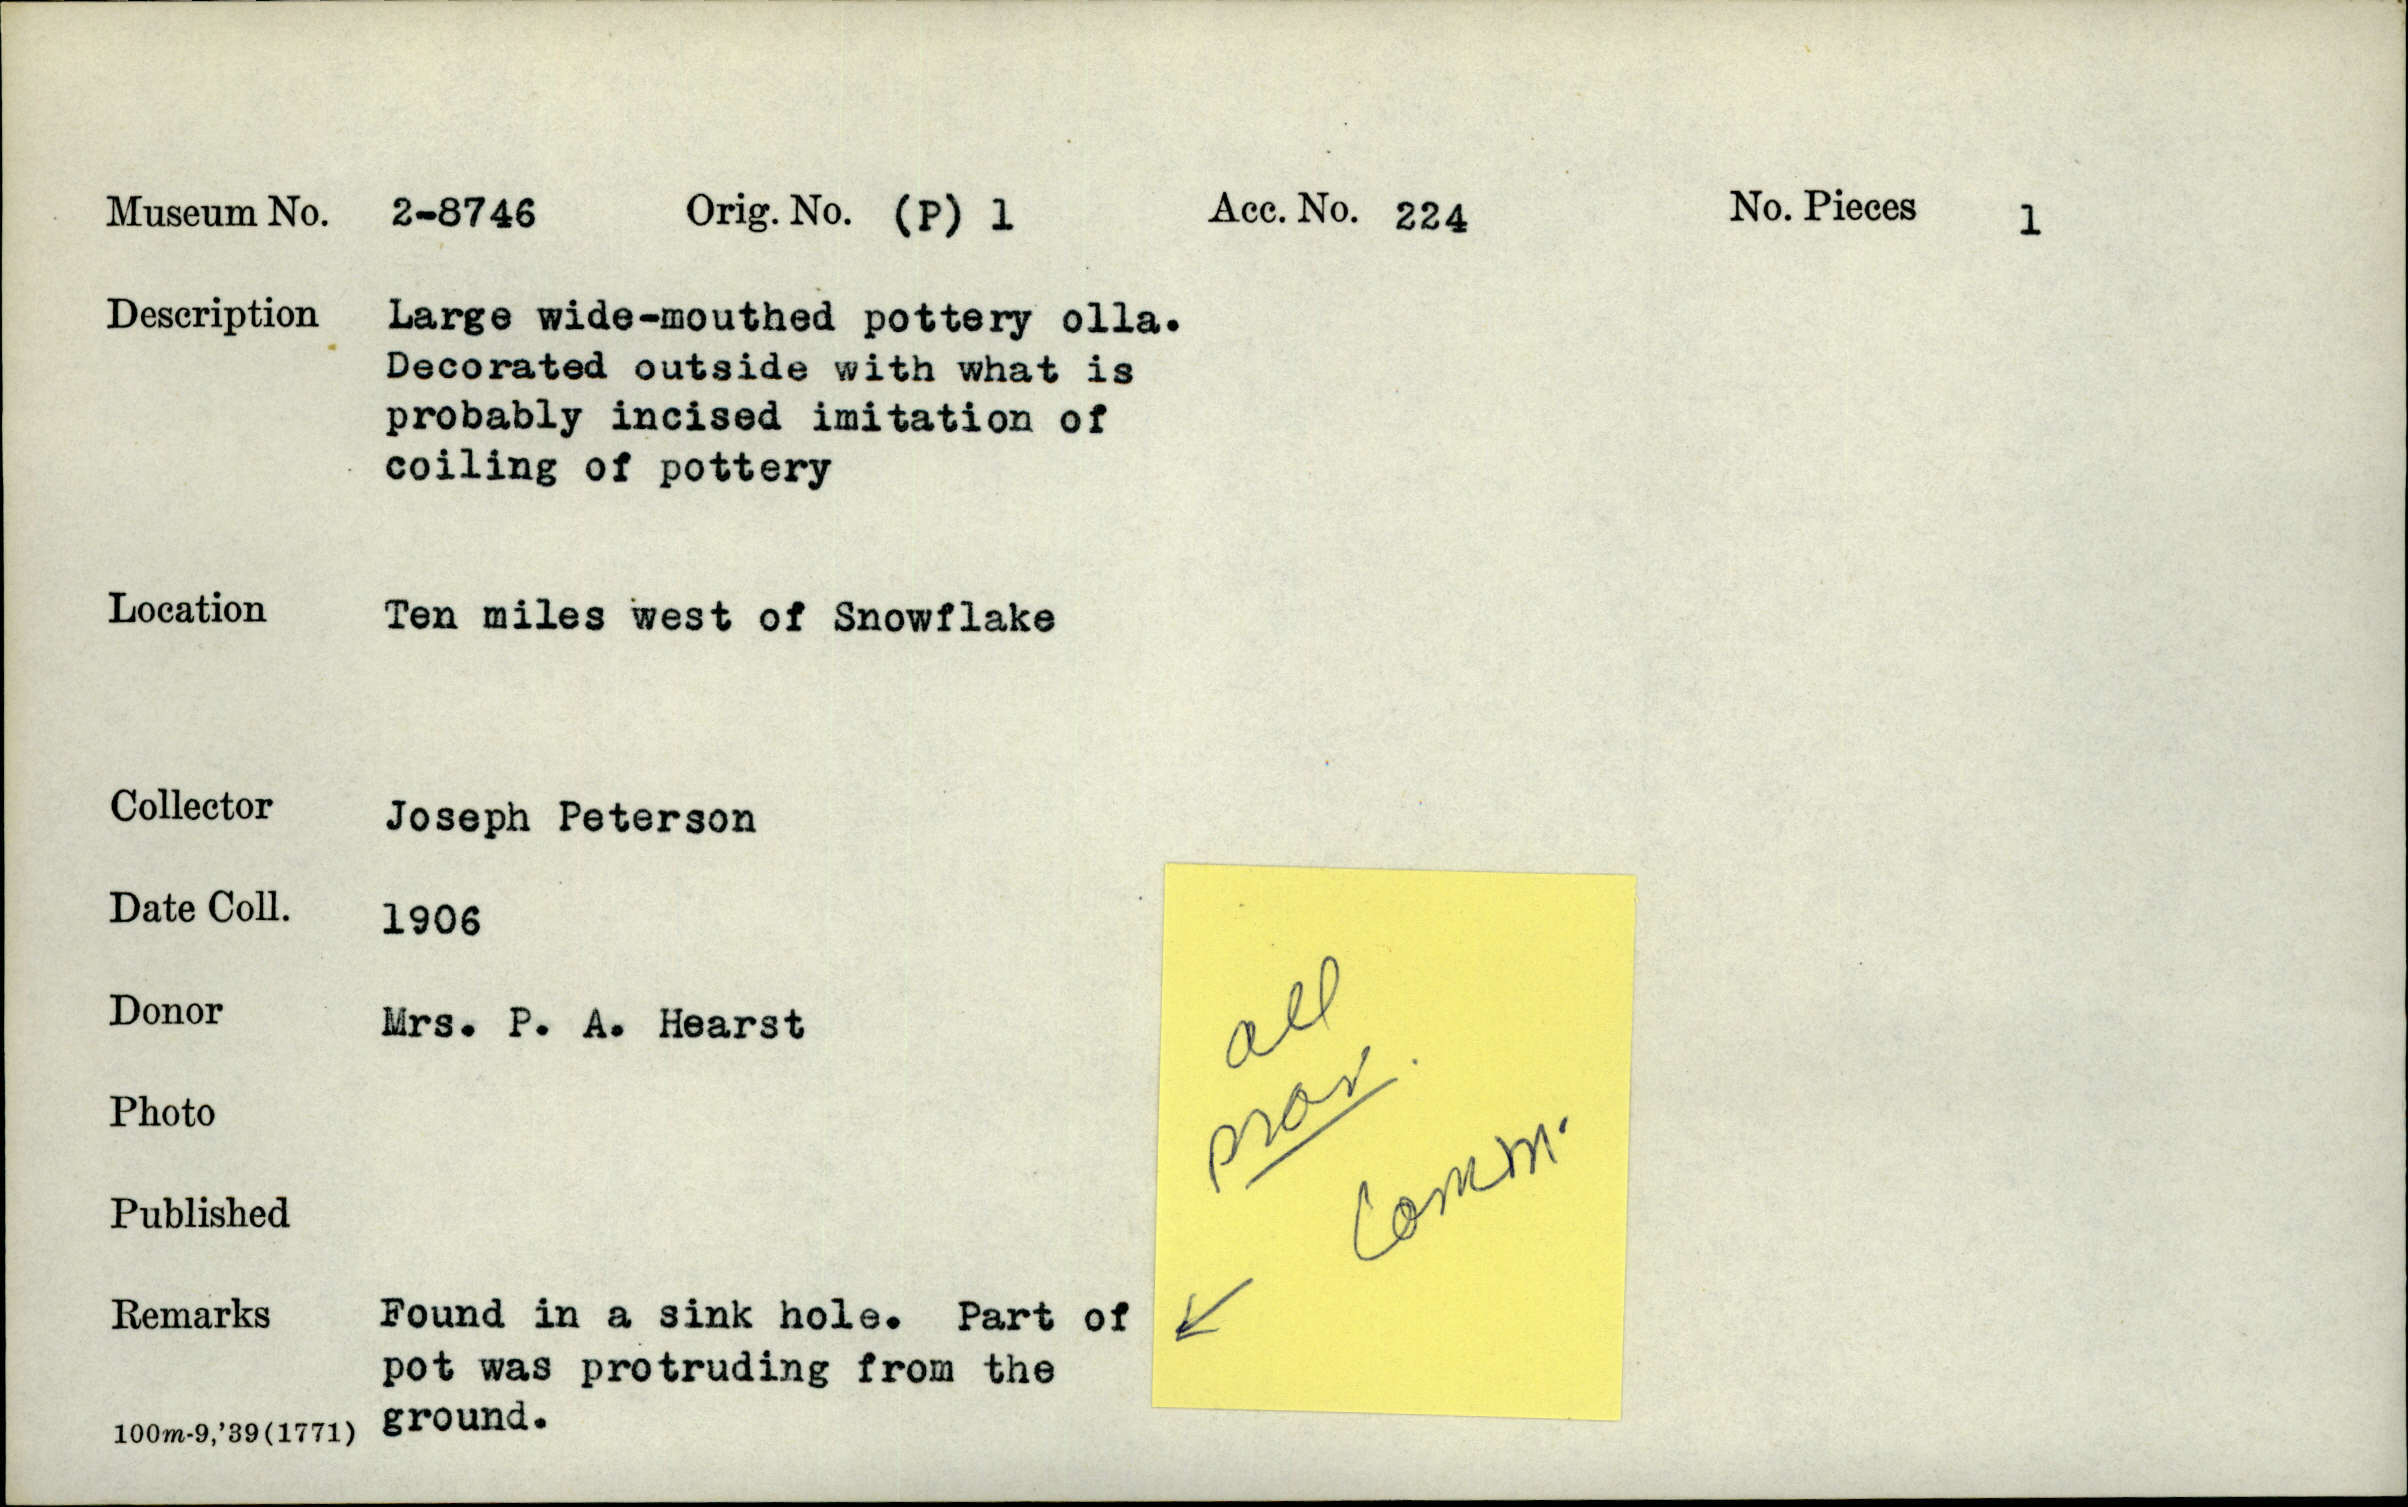 Museum No. 2-8746 Orig. No. (P) 1 Acc. No. 224 No. Pieces 1
Description Large wide-mouthed pottery olla.
Decorated outside with what is
probably incised imitation of
coiling of pottery
Location Ten miles west of Snowflake
Collector Joseph Peterson
Date Coll. 1906
Donor Mrs. P. A. Hearst
Photo
Published
Remarks Found in a sink hole. Part of
pot was protruding from the
100m-9,'39(1771) ground.
all
Comm.